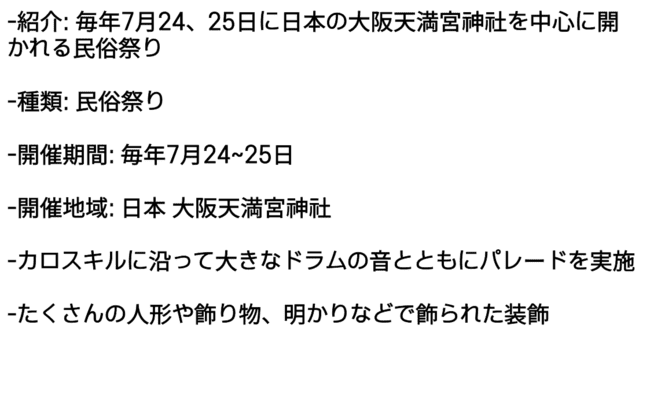 -紹介: 毎年7月24、25日に日本の大阪天満宮神社を中心に開
かれる民俗祭り
-種類: 民俗祭り
-開催期間: 毎年7月24~25日
-開催地域: 日本 大阪天満宮神社
-カロスキルに沿って大きなドラムの音とともにパレードを実施
-たくさんの人形や飾り物、明かりなどで飾られた装飾